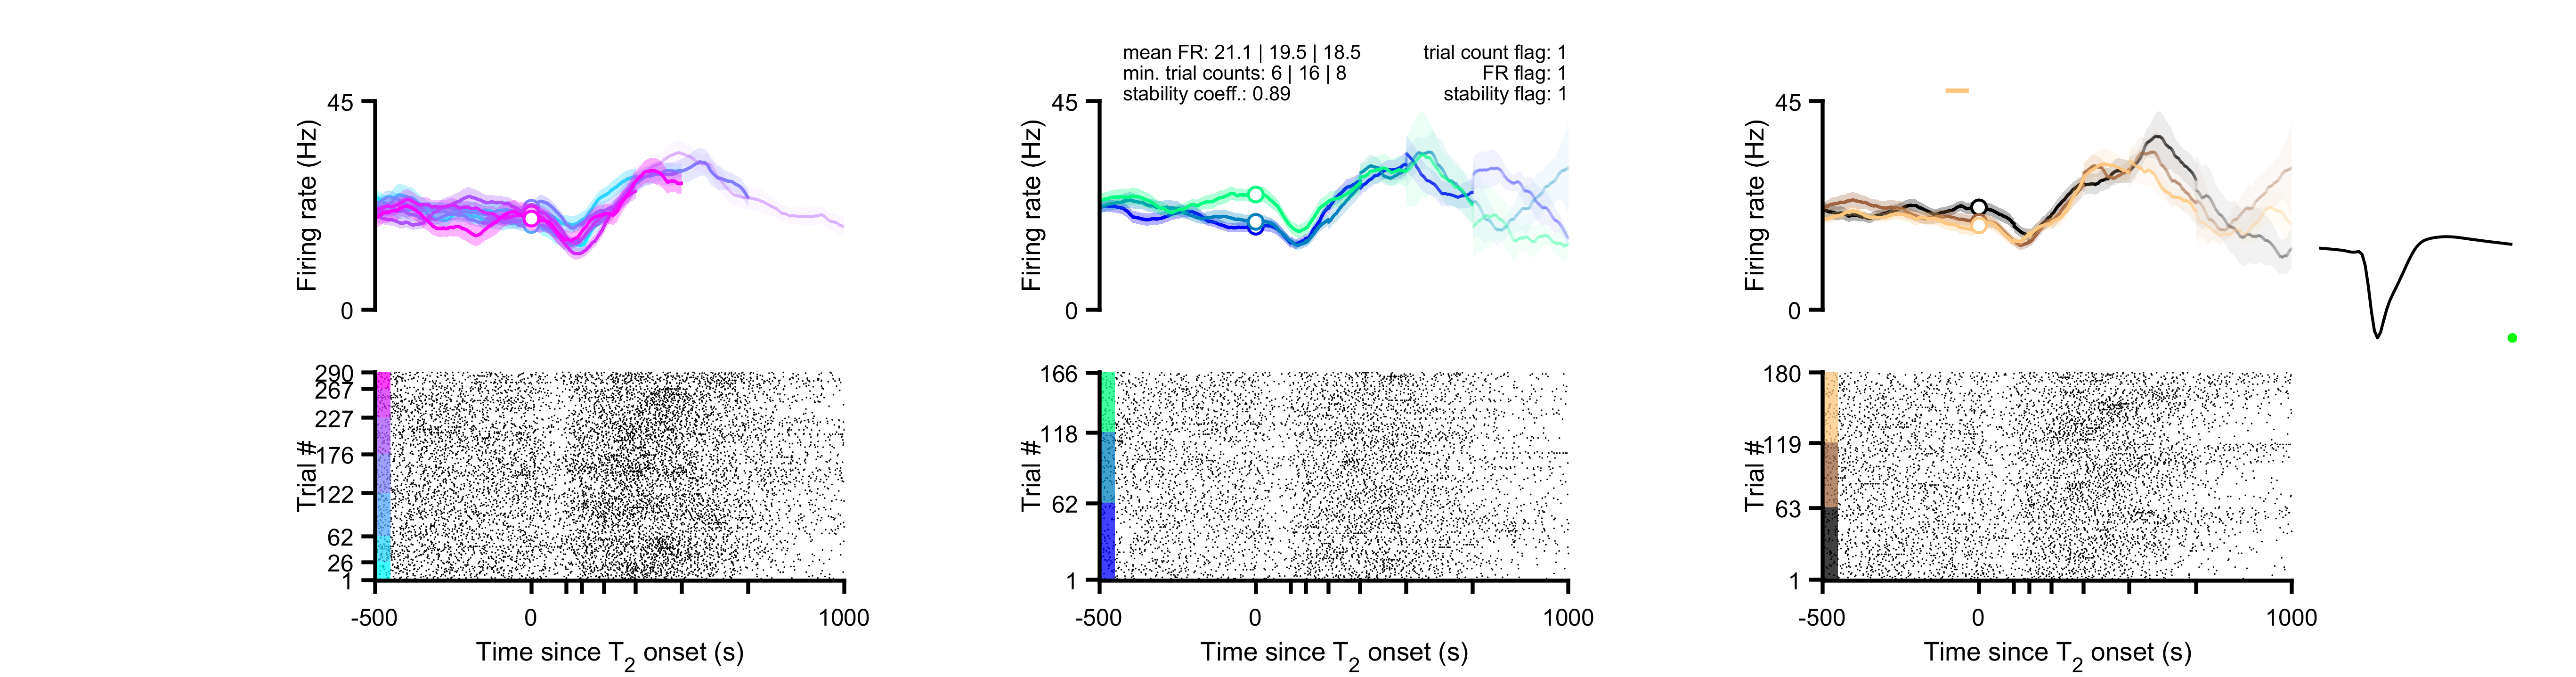 mean FR: 21.1 | 19.5 | 18.5
min. trial counts: 6 | 16 | 8
stability coeff.: 0.89
trial count flag: 1
FR flag: 1
stability flag: 1
45
Firing rate (Hz)
0
45
Firing rate (Hz)
0
45
Firing rate (Hz)
0
290
267
227
176
122
62
26
1
Trial #
-500
0
1000
Time since T2 onset (s)
166
118
62
1
Trial #
-500
0
1000
Time since T2 onset (s)
180
119
63
1
Trial #
-500
0
1000
Time since T2 onset (s)